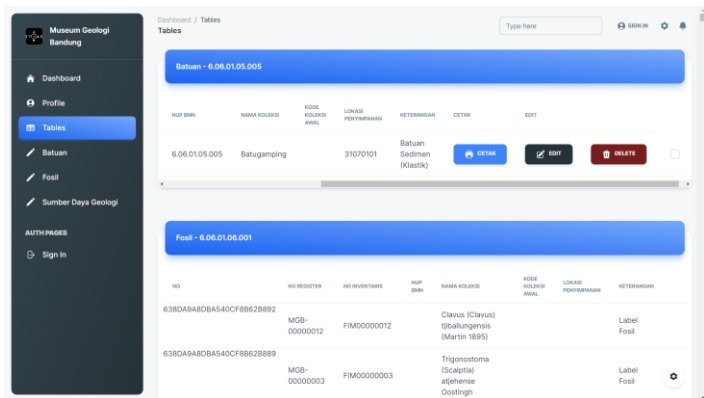 Museum Geologi
Bandung
Dashboard
Profile
Tables
Batuan
Fosil
Sumber Daya Geologi
AUTH PAGES
Sign In
Dashboard / Tables
Tables
Type here
SIGN IN
Batuan - 6.06.01.05.005
NUP BMN
NAMA KOLEKSI
KODE
KOLEKSI
AWAL
LOKASI
PENYIMPANAN
KETERANGAN
CETAK
EDIT
6.06.01.05.005
Batugamping
31070101
Batuan
Sedimen
(Klastik)
CETAK
EDIT
DELETE
Fosil - 6.06.01.06.001
NO
NO REGISTER
NO INVENTARIS
NUP
BMN
NAMA KOLEKSI
KODE
KOLEKSI
AWAL
LOKASI
PENYIMPANAN
KETERANGAN
638DA9A8DBA540CF8B62B892
MGB-
00000012
FIM00000012
Clavus (Clavus)
tjibaliungensis
(Martin 1895)
Label
Fosil
638DA9A8DBA540CF8B62B889
MGB-
00000003
FIM00000003
Trigonostoma
(Scalptia)
atjehense
Oostingh
Label
Fosil